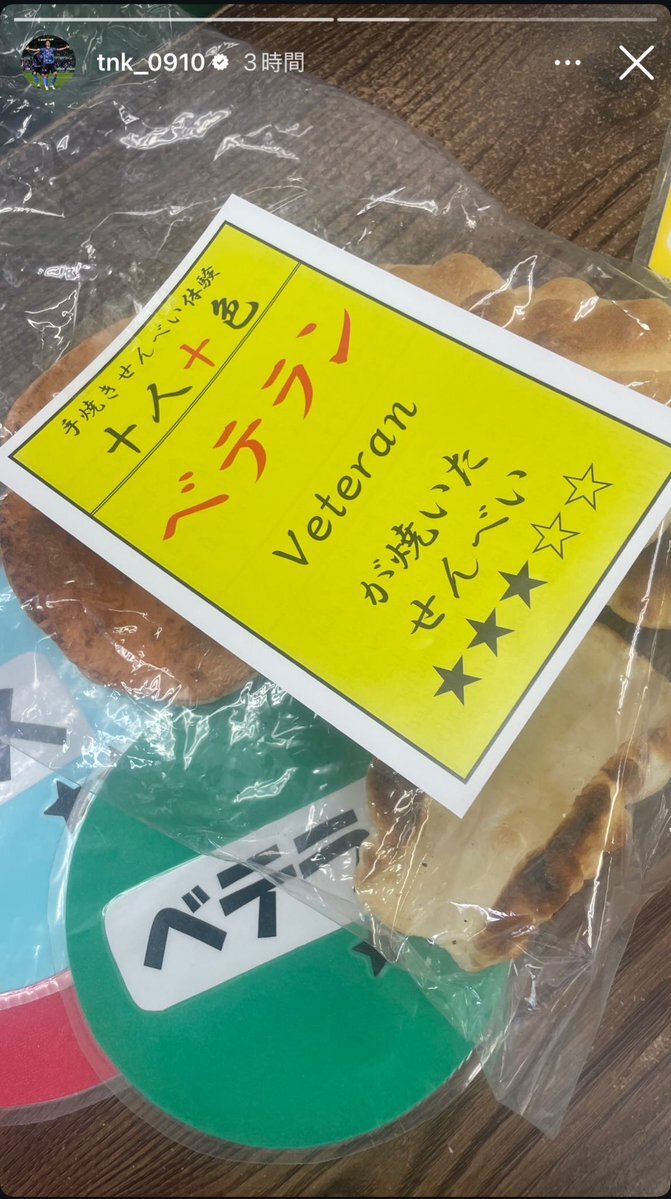 tnk_0910 3時間
手焼きせんべい体験
十人十色
ベテラン
Veteran
が焼いた
せんべい
★★★☆☆
ベテラ
★
★